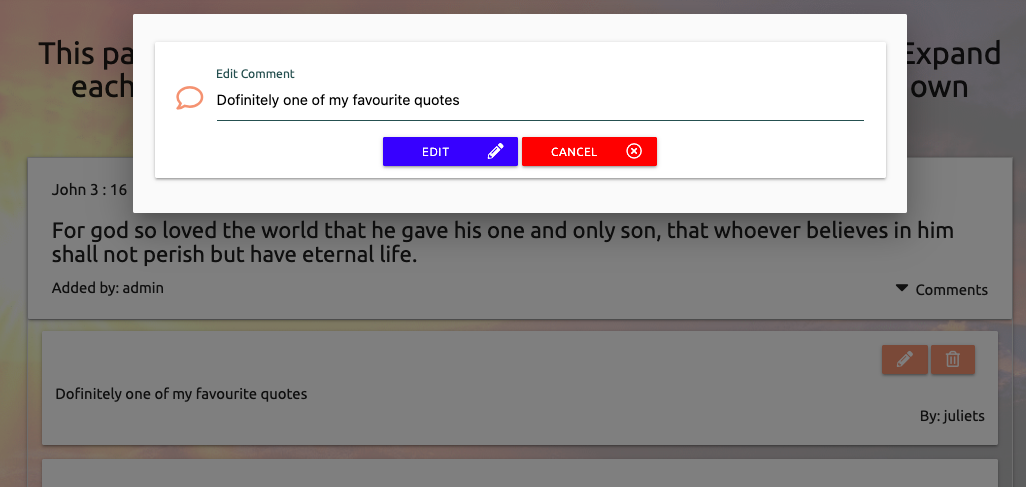 This pa
Expand
each
own
Edit Comment
Dofinitely one of my favourite quotes
EDIT
CANCEL
John 3 : 16
For god so loved the world that he gave his one and only son, that whoever believes in him
shall not perish but have eternal life.
Added by: admin
Comments
Dofinitely one of my favourite quotes
By: juliets